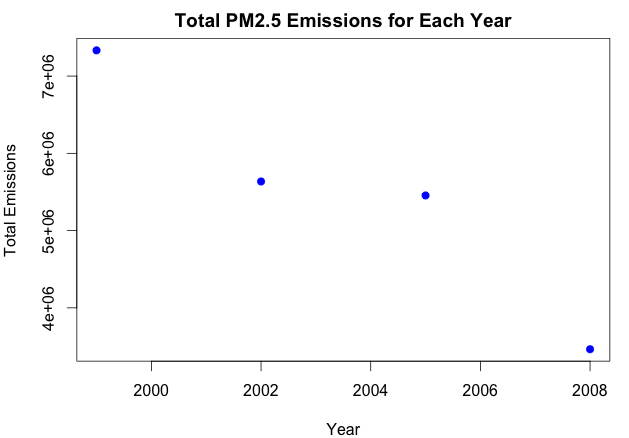 Total PM2.5 Emissions for Each Year
Total Emissions
7e+06
6e+06
5e+06
4e+06
2000 2002 2004 2006 2008
Year